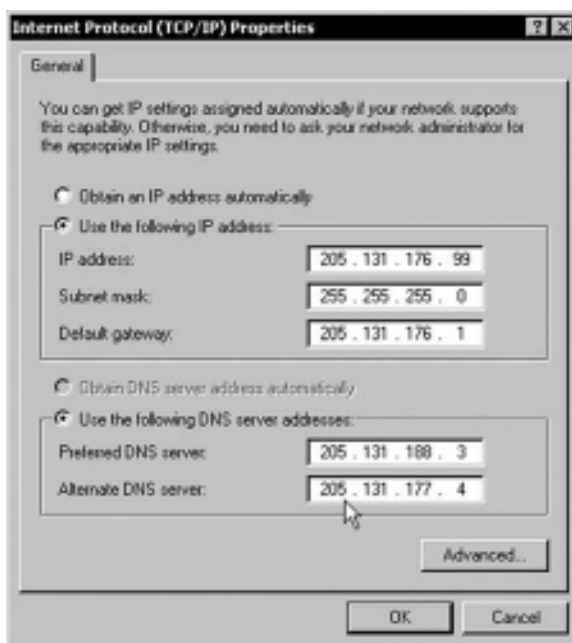 Internet Protocol (TCP/IP) Properties
General
You can get IP settings assigned automatically if your network supports
this capability. Otherwise, you need to ask your network administrator for
the appropriate IP settings.
Obtain an IP address automatically
Use the following IP address:
IP address: 205 . 131 . 176 . 99
Subnet mask: 255 . 255 . 255 . 0
Default gateway: 205 . 131 . 176 . 1
Obtain DNS server address automatically
Use the following DNS server addresses:
Preferred DNS server: 205 . 131 . 188 . 3
Alternate DNS server: 205 . 131 . 177 . 4
Advanced...
OK Cancel